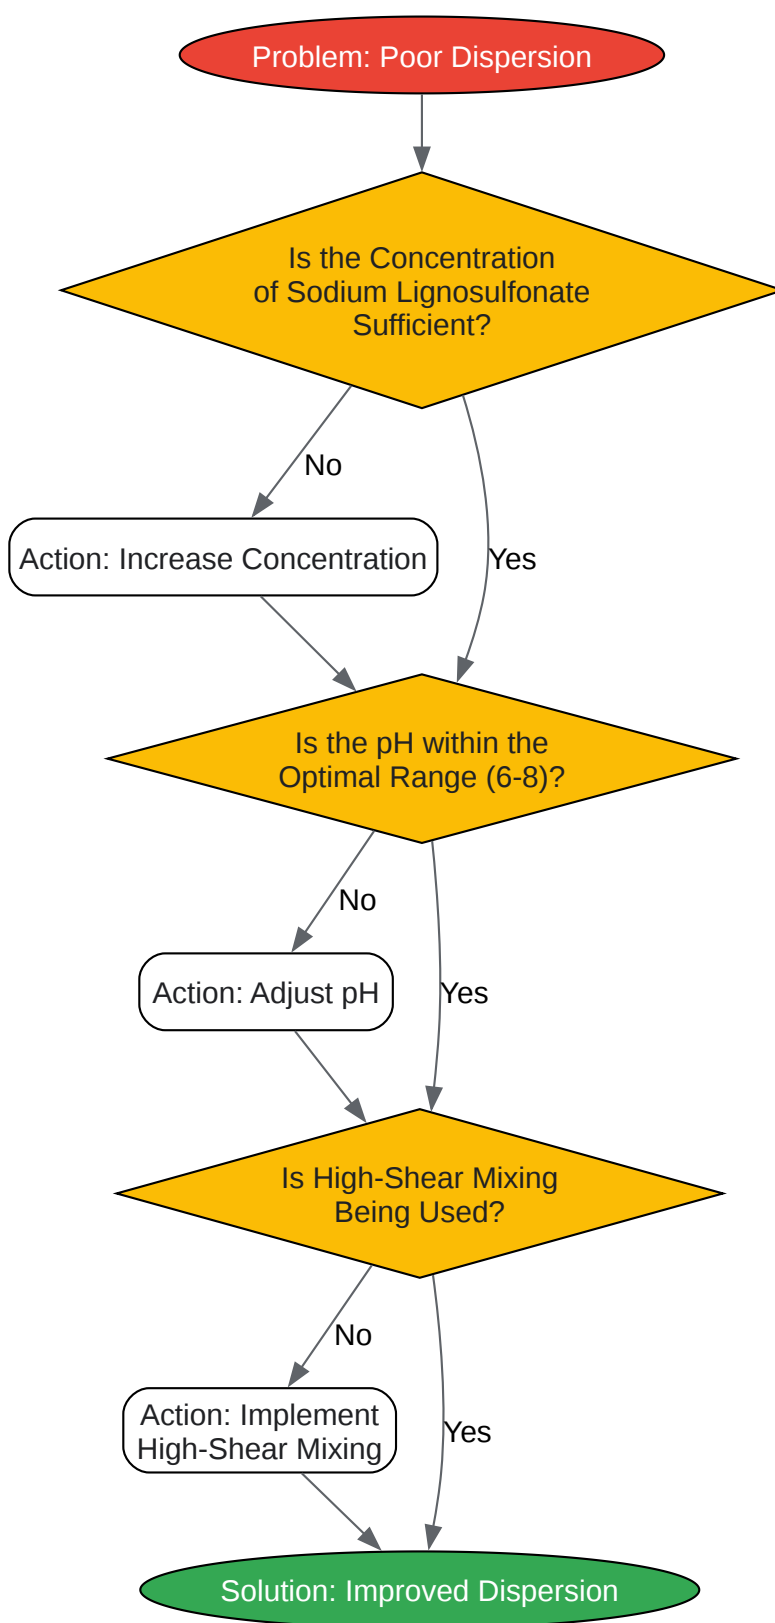 Problem: Poor Dispersion
Is the Concentration
of Sodium Lignosulfonate
Sufficient?
No
Action: Increase Concentration
Yes
Is the pH within the
Optimal Range (6-8)?
No
Action: Adjust pH
Yes
Is High-Shear Mixing
Being Used?
No
Action: Implement
High-Shear Mixing
Yes
Solution: Improved Dispersion